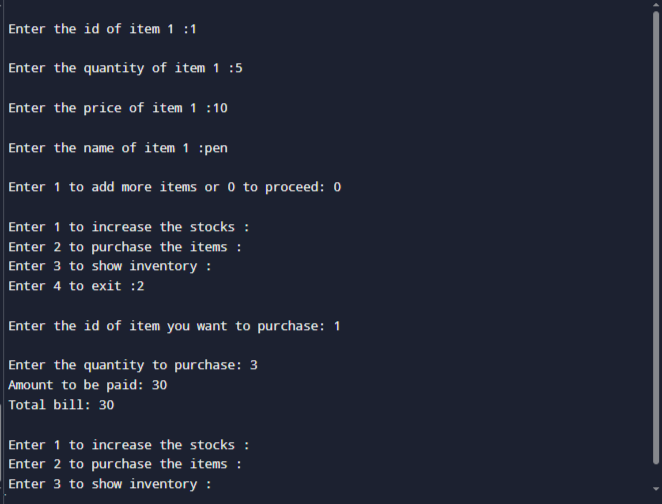 Enter the id of item 1 :1
Enter the quantity of item 1 :5
Enter the price of item 1 :10
Enter the name of item 1 :pen
Enter 1 to add more items or 0 to proceed: 0
Enter 1 to increase the stocks :
Enter 2 to purchase the items :
Enter 3 to show inventory :
Enter 4 to exit :2
Enter the id of item you want to purchase: 1
Enter the quantity to purchase: 3
Amount to be paid: 30
Total bill: 30
Enter 1 to increase the stocks :
Enter 2 to purchase the items :
Enter 3 to show inventory :